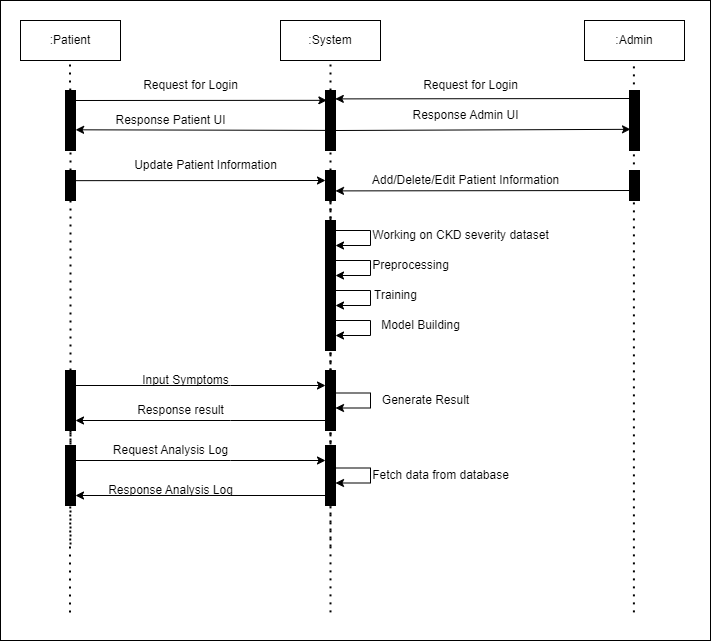 :Patient
:System
:Admin
Request for Login
Request for Login
Response Patient UI
Response Admin UI
Update Patient Information
Add/Delete/Edit Patient Information
Working on CKD severity dataset
Preprocessing
Training
Model Building
Input Symptoms
Generate Result
Response result
Request Analysis Log
Fetch data from database
Response Analysis Log